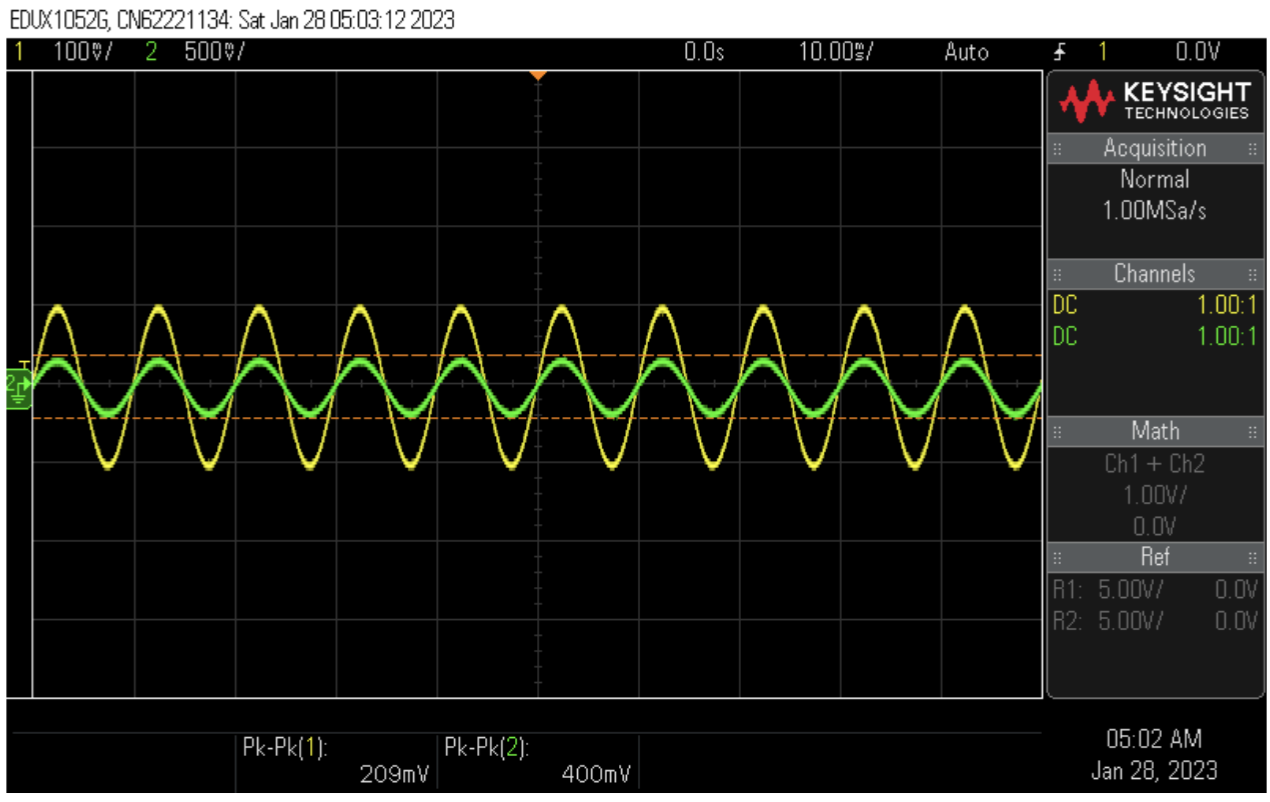 EDUX1052G, CN62221134: Sat Jan 28 05:03:12 2023
1 100mV/ 2 500mV/ 0.0s 10.00ms/ Auto 1 0.0V
KEYSIGHT
TECHNOLOGIES
Acquisition
Normal
1.00MSa/s
Channels
DC 1.00:1
DC 1.00:1
T
2
Math
Ch1 + Ch2
1.00V/
0.0V
Ref
R1: 5.00V/ 0.0V
R2: 5.00V/ 0.0V
Pk-Pk(1):
209mV
Pk-Pk(2):
400mV
05:02 AM
Jan 28, 2023